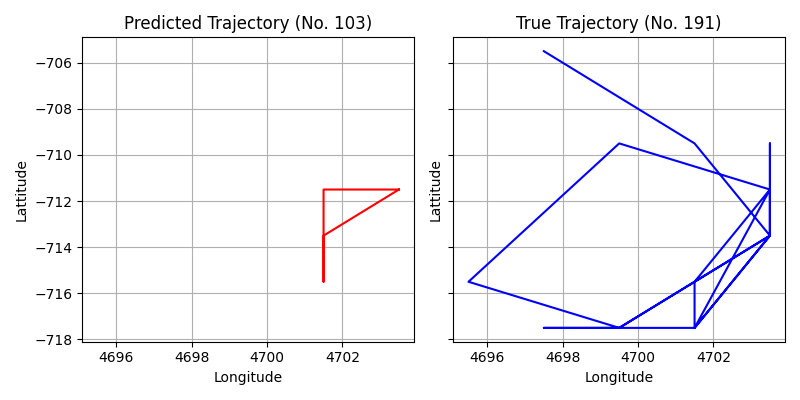 Predicted Trajectory (No. 103)
True Trajectory (No. 191)
−706
−708
−710
−712
−714
−716
−718
Lattitude
Lattitude
4696 4698 4700 4702
4696 4698 4700 4702
Longitude
Longitude